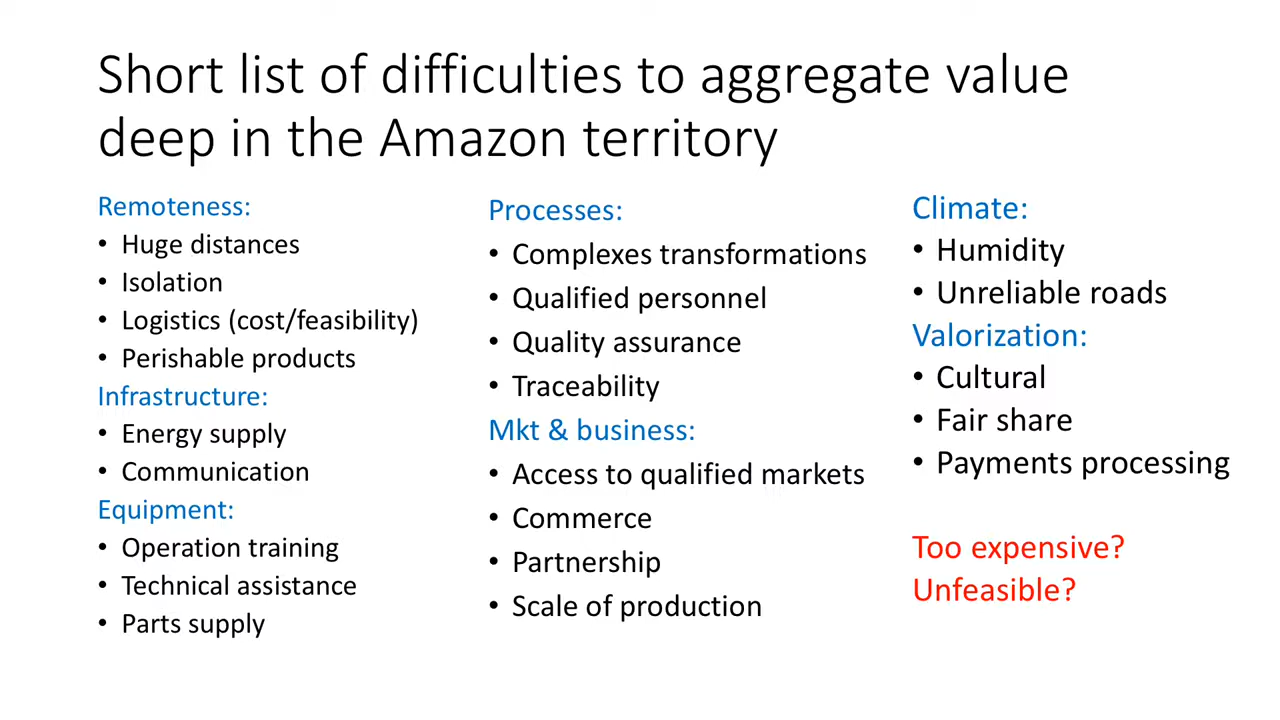 Short list of difficulties to aggregate value
deep in the Amazon territory
Remoteness:
• Huge distances
• Isolation
• Logistics (cost/feasibility)
• Perishable products
Infrastructure:
• Energy supply
• Communication
Equipment:
• Operation training
• Technical assistance
• Parts supply
Processes:
• Complexes transformations
• Qualified personnel
• Quality assurance
• Traceability
Mkt & business:
• Access to qualified markets
• Commerce
• Partnership
• Scale of production
Climate:
• Humidity
• Unreliable roads
Valorization:
• Cultural
• Fair share
• Payments processing
Too expensive?
Unfeasible?